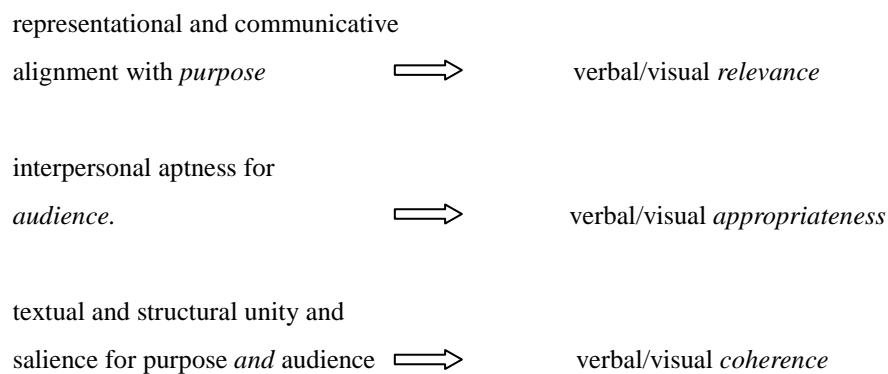 representational and communicative
alignment with purpose verbal/visual relevance
interpersonal aptness for
audience. verbal/visual appropriateness
textual and structural unity and
salience for purpose and audience verbal/visual coherence